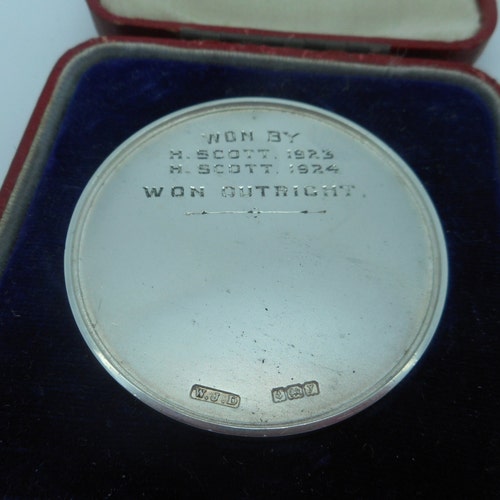 WON BY
H. SCOTT. 1923
H. SCOTT. 1924
WON OUTRIGHT.
W.J.D